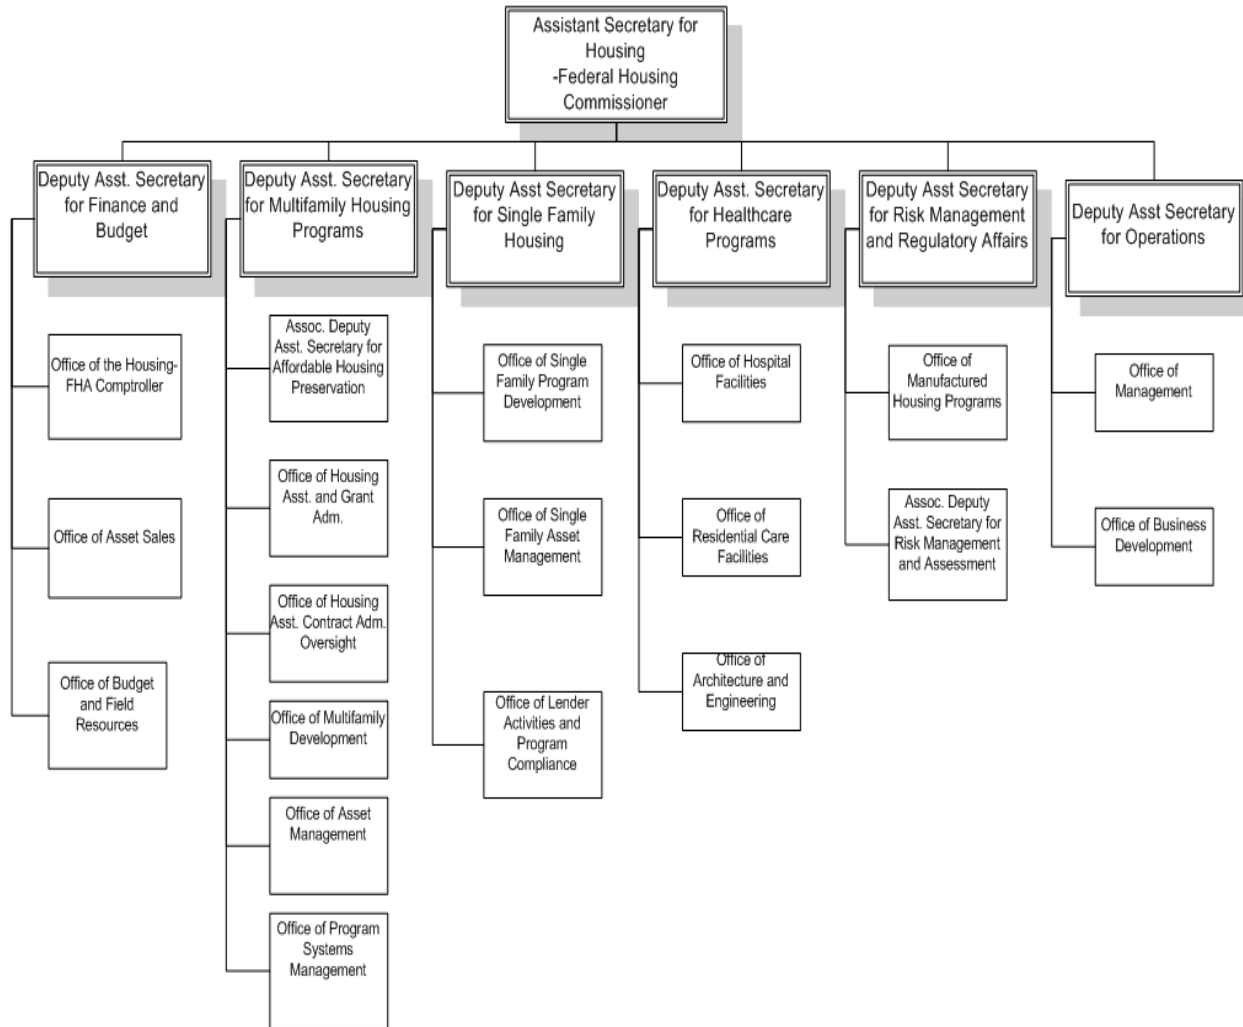 Assistant Secretary for
Housing
-Federal Housing
Commissioner
Deputy Asst. Secretary
for Finance and
Budget
Deputy Asst. Secretary
for Multifamily Housing
Programs
Deputy Asst Secretary
for Single Family
Housing
Deputy Asst. Secretary
for Healthcare
Programs
Deputy Asst Secretary
for Risk Management
and Regulatory Affairs
Deputy Asst Secretary
for Operations
Office of the Housing-
FHA Comptroller
Office of Asset Sales
Office of Budget
and Field
Resources
Assoc. Deputy
Asst. Secretary for
Affordable Housing
Preservation
Office of Housing
Asst. and Grant
Adm.
Office of Housing
Asst. Contract Adm.
Oversight
Office of Multifamily
Development
Office of Asset
Management
Office of Program
Systems
Management
Office of Single
Family Program
Development
Office of Single
Family Asset
Management
Office of Lender
Activities and
Program
Compliance
Office of Hospital
Facilities
Office of
Residential Care
Facilities
Office of
Architecture and
Engineering
Office of
Manufactured
Housing Programs
Assoc. Deputy
Asst. Secretary for
Risk Management
and Assessment
Office of
Management
Office of Business
Development